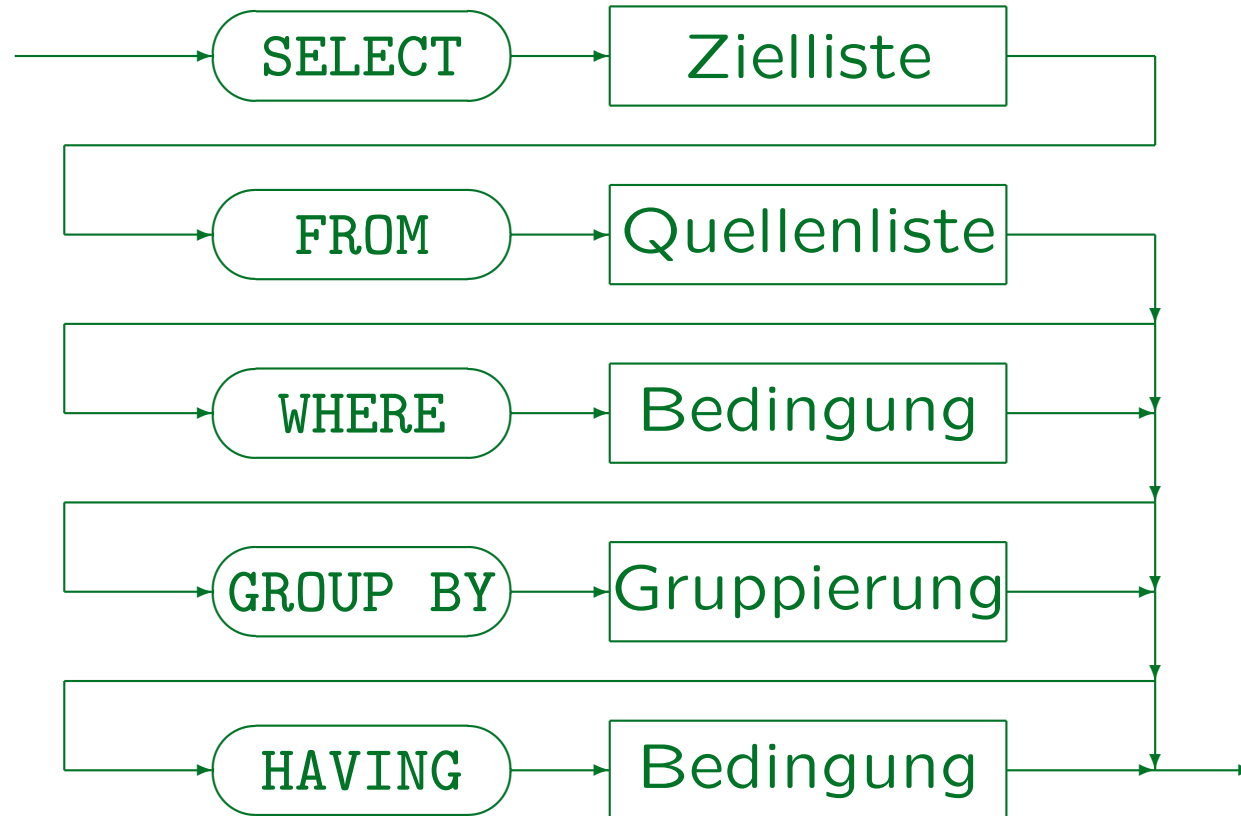 SELECT Zielliste
FROM Quellenliste
WHERE Bedingung
GROUP BY Gruppierung
HAVING Bedingung